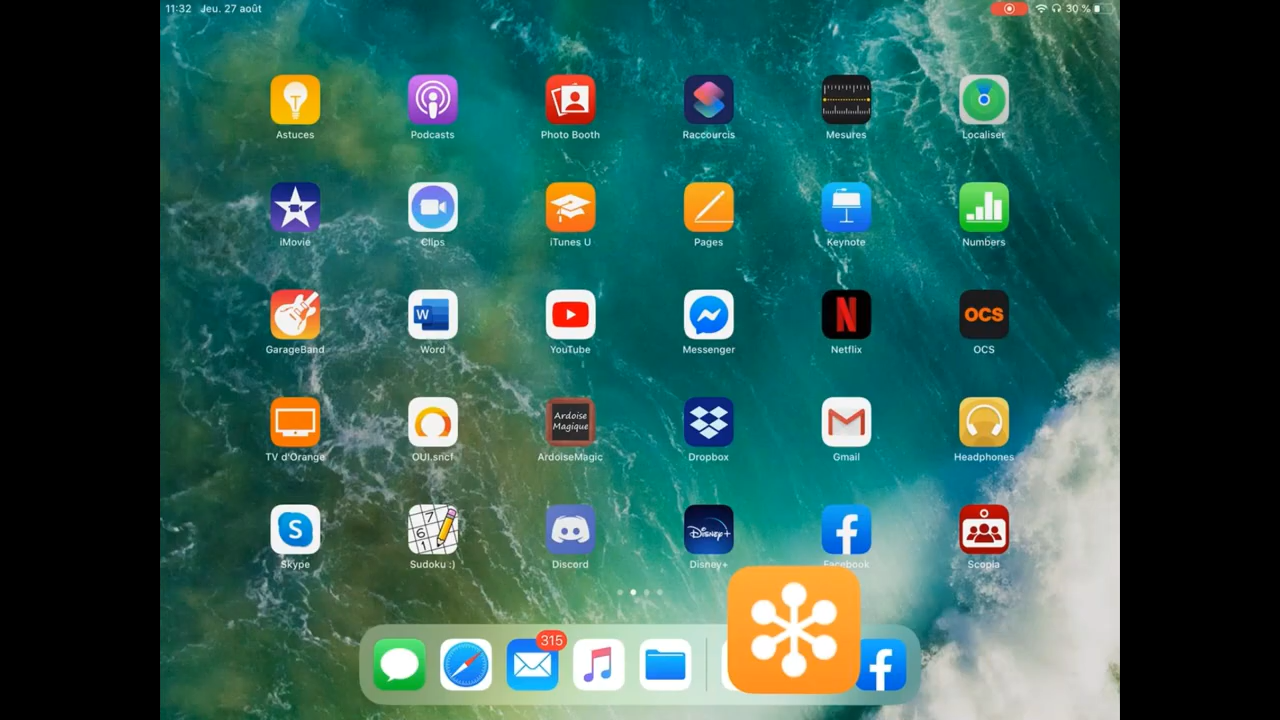 11:32 Jeu. 27 août 30 %
Astuces Podcasts Photo Booth Raccourcis Mesures Localiser
iMovie Clips iTunes U Pages Keynote Numbers
OCS
GarageBand Word YouTube Messenger Netflix OCS
Ardoise
Magique
TV d'Orange OUI.sncf ArdoiseMagic Dropbox Gmail Headphones
Disney+
Skype Sudoku :) Discord Disney+ Facebook Scopia
315